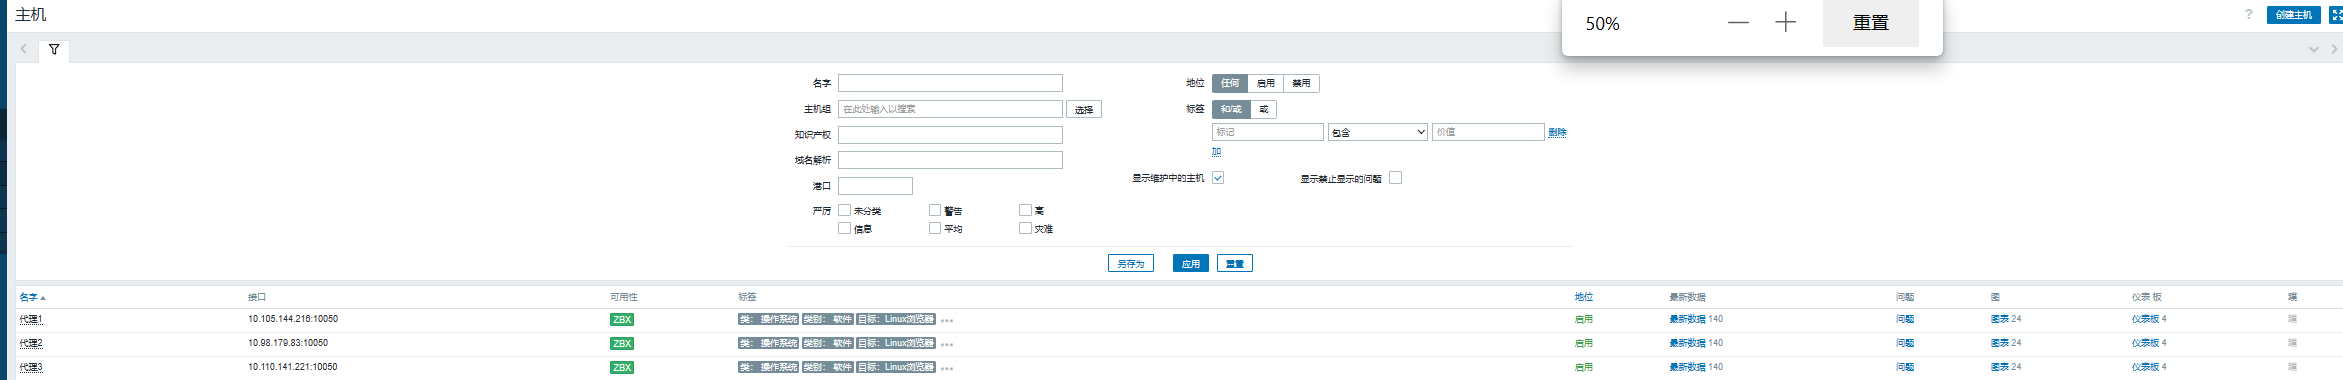 主机
50%
重置
?
创建主机
名字
地位 任何 启用 禁用
主机组 在此处输入以搜索 选择
标签 和/或 或
知识产权
标记 包含 价值 删除
域名解析
加
港口
显示维护中的主机 显示禁止显示的问题
严厉 未分类 警告 高
信息 平均 灾难
另存为 应用 重置
名字 接口 可用性 标签 地位 最新数据 问题 图 仪表 板
代理1 10.105.144.216:10050 ZBX 类: 操作系统 类别: 软件 目标: Linux浏览器 ••• 启用 最新数据 140 问题 图表 24 仪表板 4
代理2 10.98.179.83:10050 ZBX 类: 操作系统 类别: 软件 目标: Linux浏览器 ••• 启用 最新数据 140 问题 图表 24 仪表板 4
代理3 10.110.141.221:10050 ZBX 类: 操作系统 类别: 软件 目标: Linux浏览器 ••• 启用 最新数据 140 问题 图表 24 仪表板 4